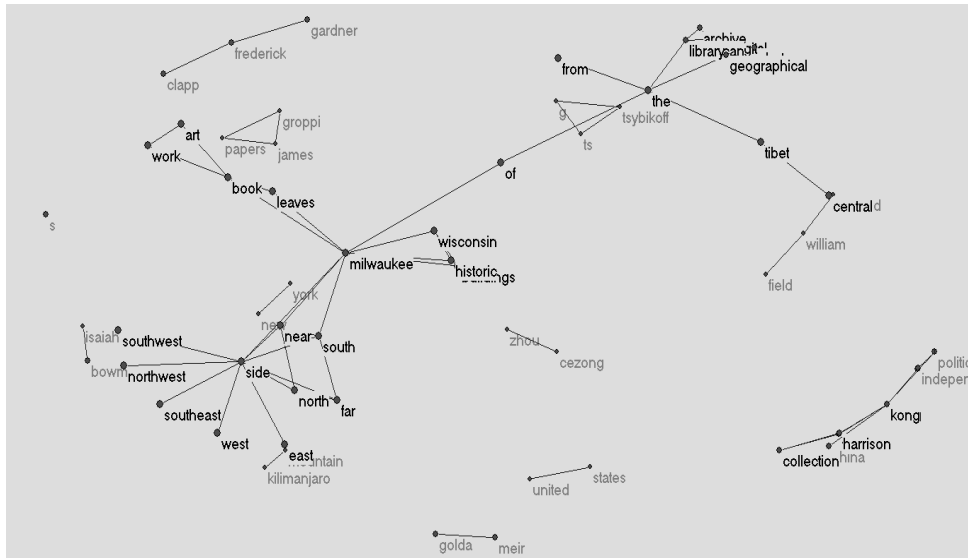 gardner
frederick
clapp
archive
geographical
from
the
g
tsybikoff
ts
groppi
papers
james
art
work
book
leaves
of
tibet
central
s
william
field
wisconsin
historic
milwaukee
york
near
south
isaiah
southwest
northwest
side
north
far
southeast
west
east
kilimanjaro
zhou
cezong
kong
harrison
collection
united
states
golda
meir